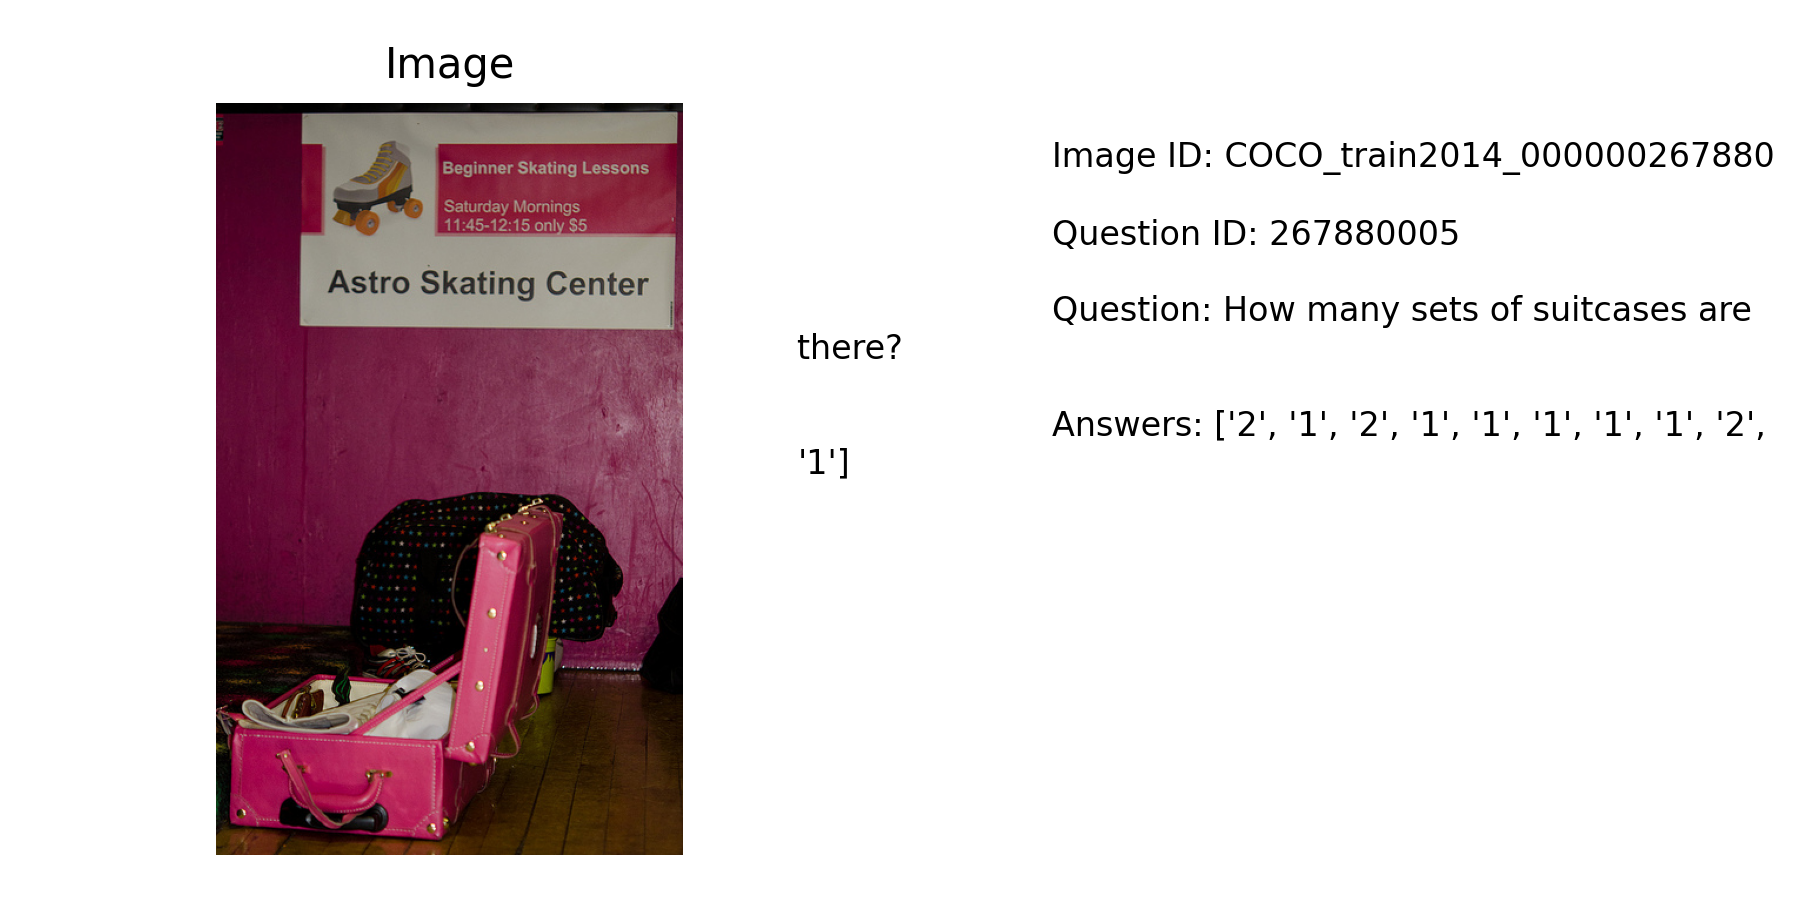 Image
Beginner Skating Lessons
Saturday Mornings
11:45-12:15 only $5
Astro Skating Center
Image ID: COCO_train2014_000000267880
Question ID: 267880005
Question: How many sets of suitcases are
there?
Answers: ['2', '1', '2', '1', '1', '1', '1', '1', '2',
'1']